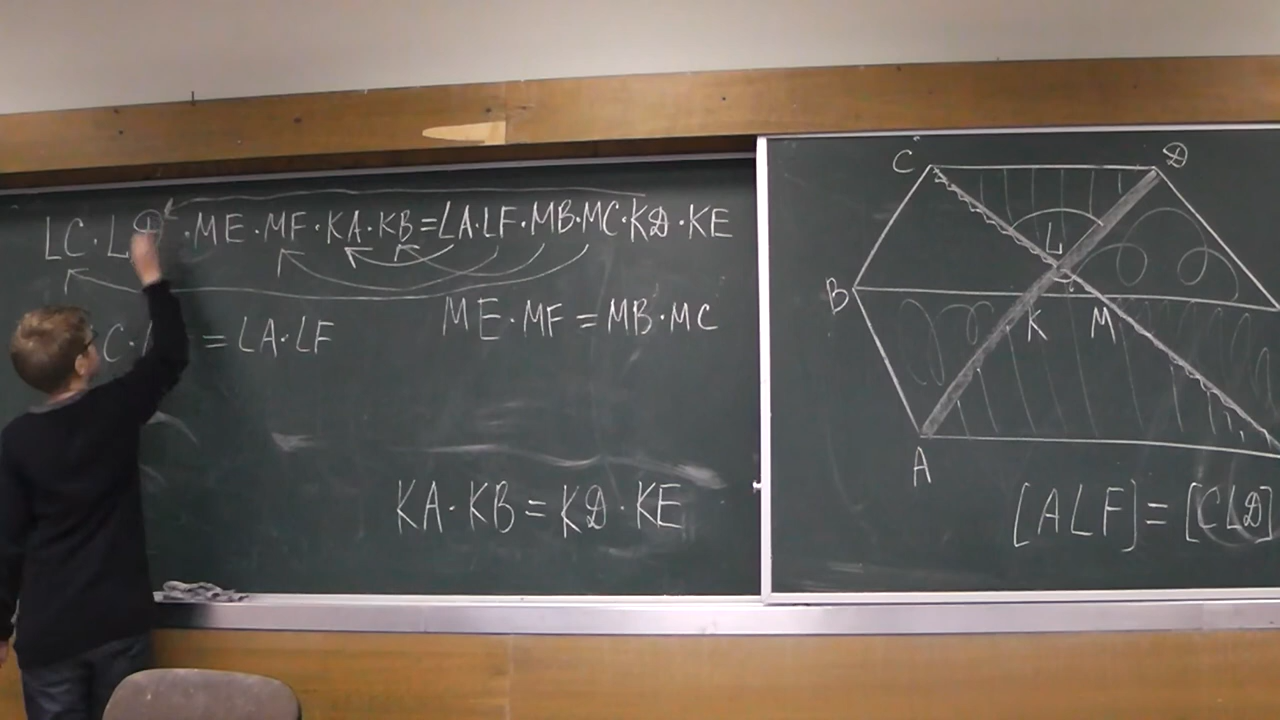 LC·LD·ME·MF·KA·KB=LA·LF·MB·MC·KD·KE
ME·MF=MB·MC
=LA·LF
KA·KB=KD·KE
C
D
L
B
K
M
A
[ALF]=[CLD]